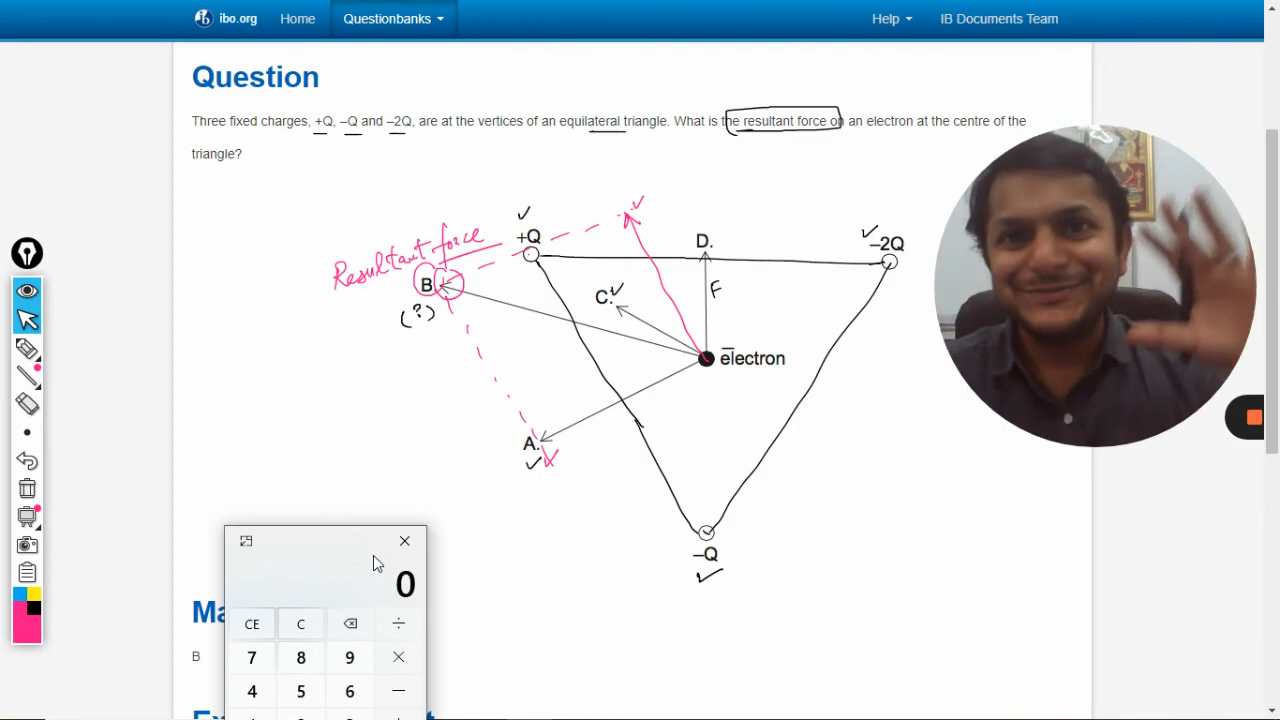 ibo.org Home Questionbanks Help IB Documents Team
Question
Three fixed charges, +Q, –Q and –2Q, are at the vertices of an equilateral triangle. What is the resultant force on an electron at the centre of the
triangle?
+Q
D.
–2Q
Resultant force
B
(?)
C.
F
electron
A.
–Q
0
Ma
CE C ÷
B
7 8 9 ×
4 5 6 –